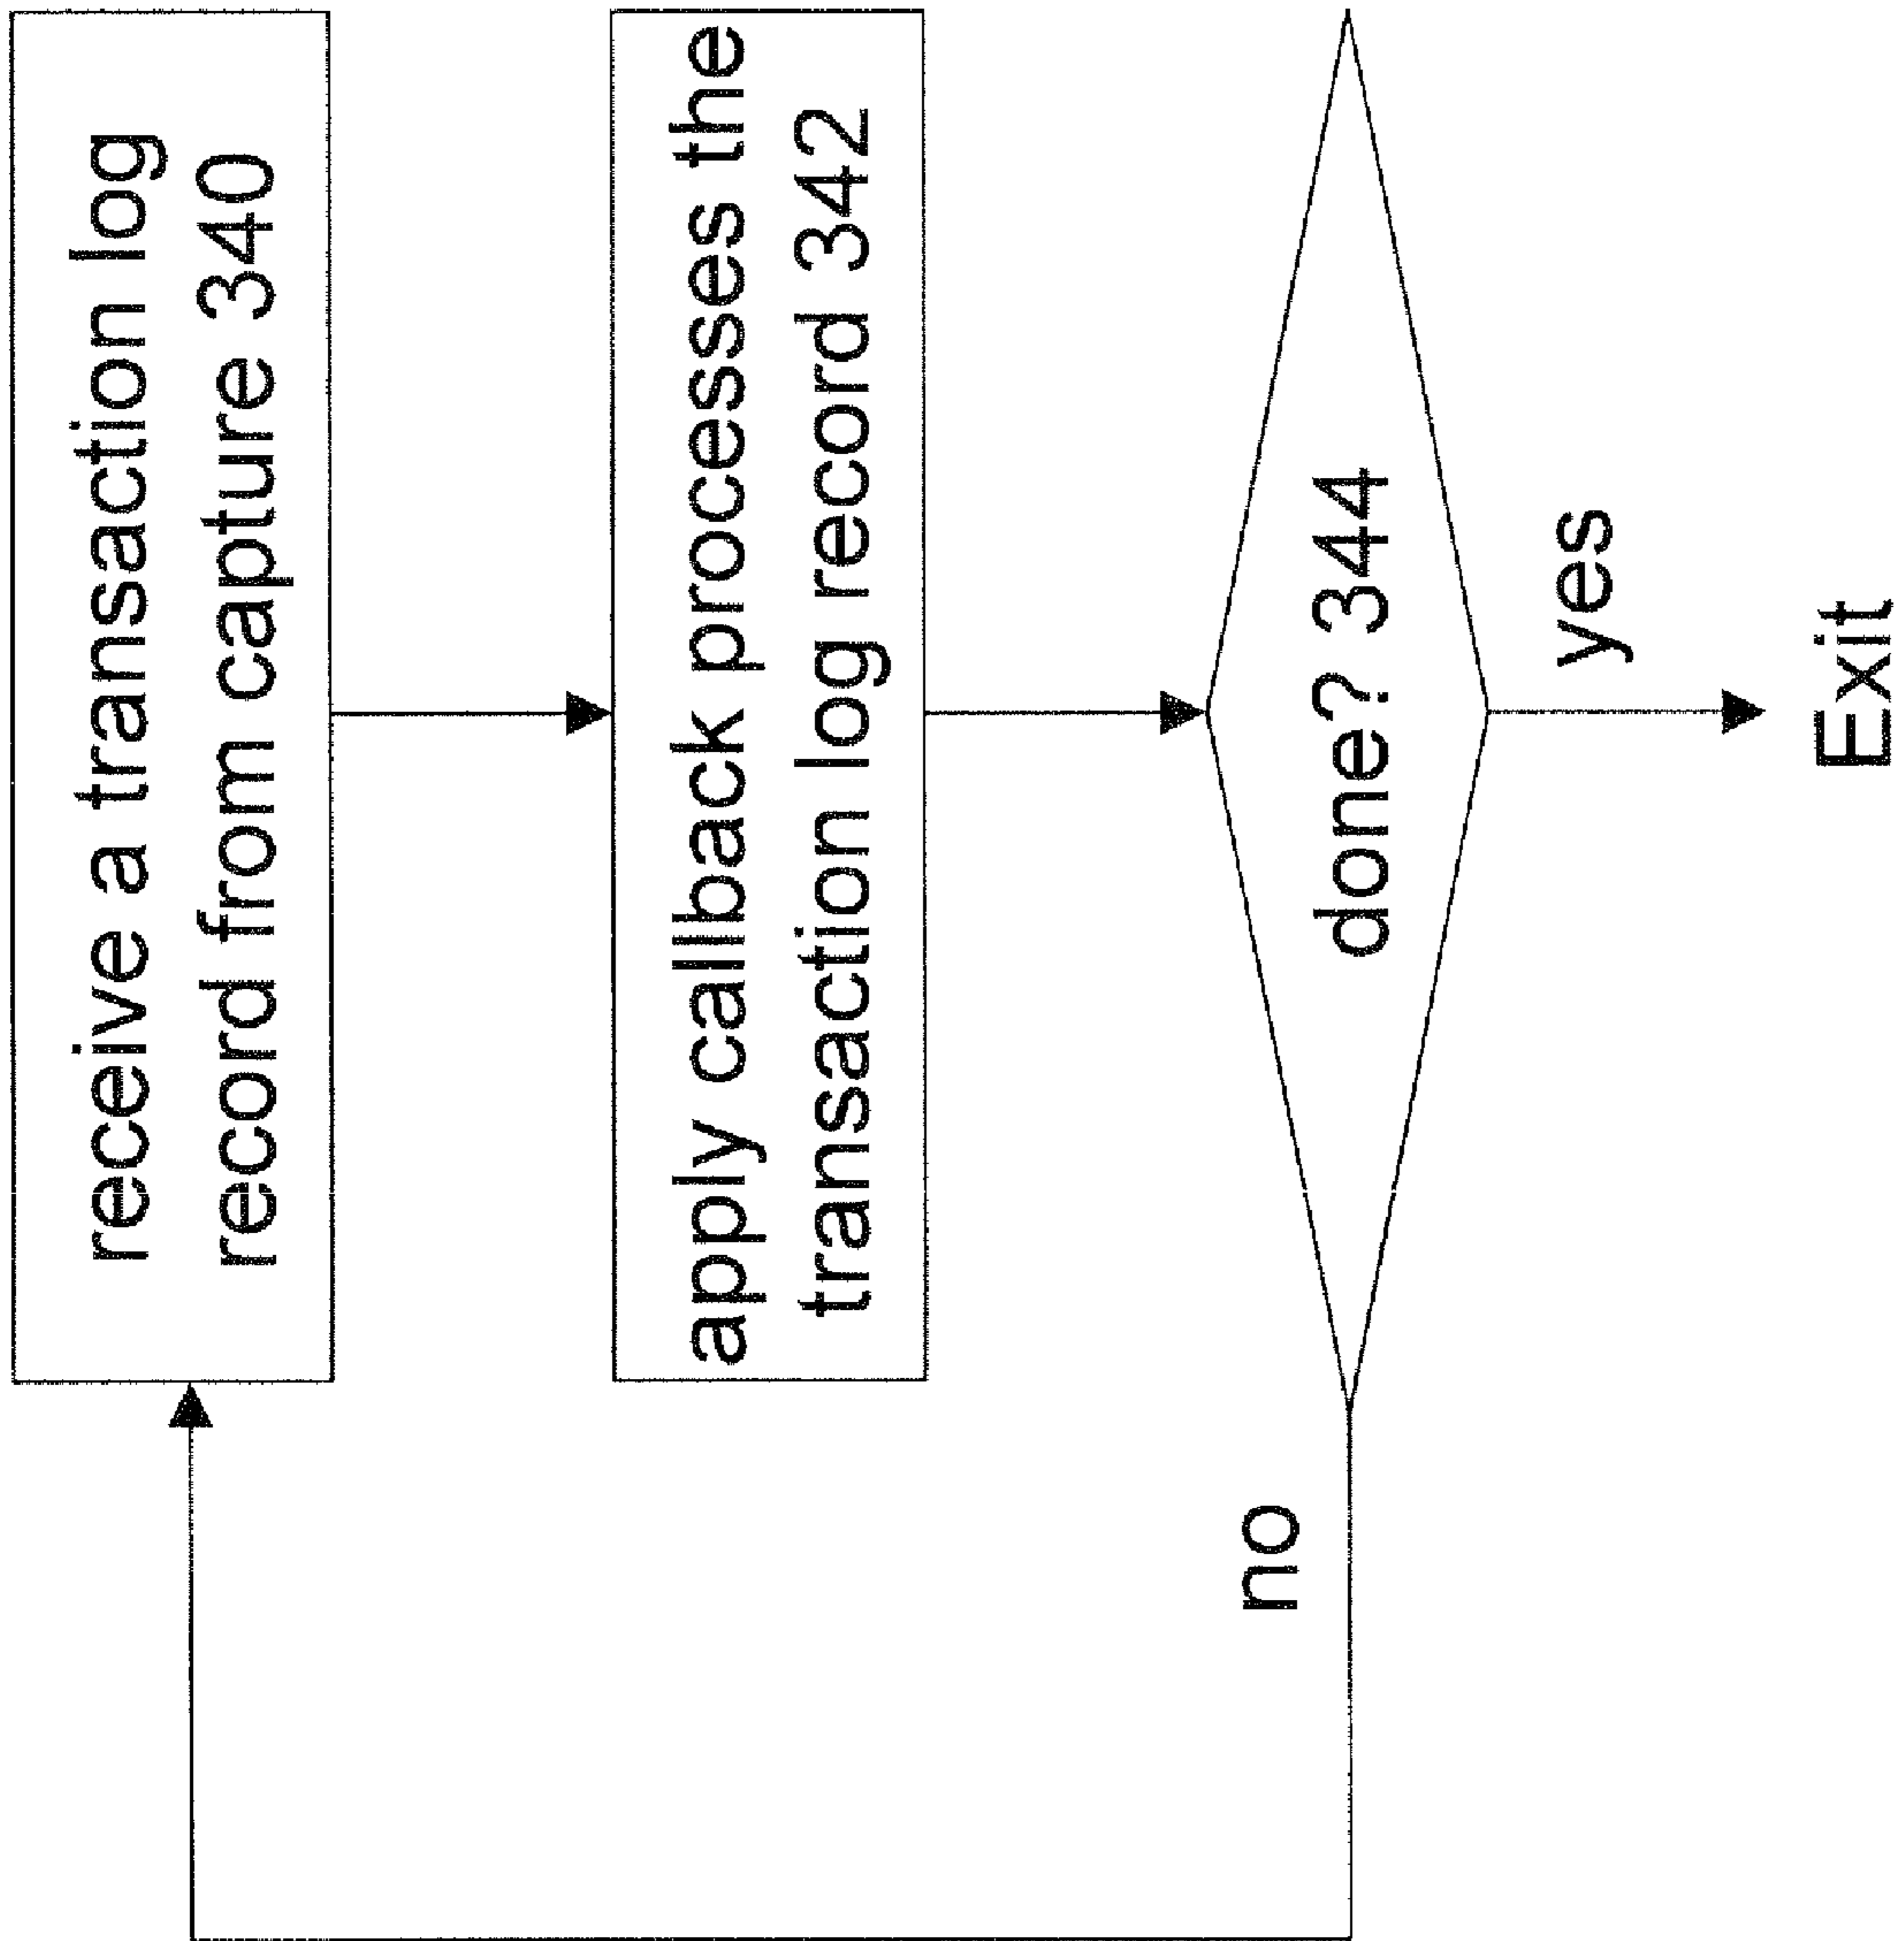 receive a transaction log
record from capture 340
apply callback processes the
transaction log record 342
done? 344
no
yes
Exit